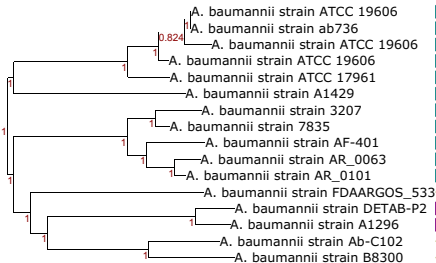 A. baumannii strain ATCC 19606
A. baumannii strain ab736
0.824
A. baumannii strain ATCC 19606
1
A. baumannii strain ATCC 19606
1
A. baumannii strain ATCC 17961
1
A. baumannii strain A1429
1
A. baumannii strain 3207
1
A. baumannii strain 7835
1
A. baumannii strain AF-401
1
A. baumannii strain AR_0063
1
A. baumannii strain AR_0101
1
1
A. baumannii strain FDAARGOS_533
1
A. baumannii strain DETAB-P2
1
A. baumannii strain A1296
1
A. baumannii strain Ab-C102
1
A. baumannii strain B8300